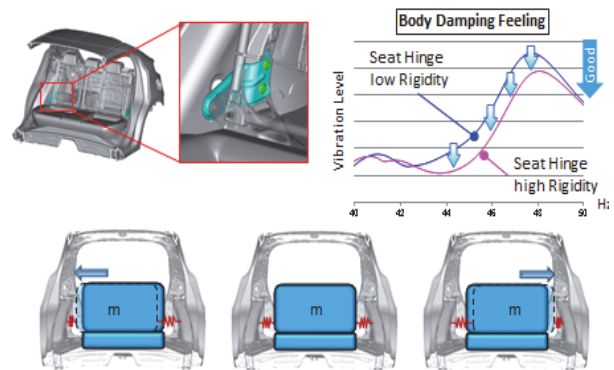 Body Damping Feeling
Seat Hinge
low Rigidity
Good
Vibration Level
Seat Hinge
high Rigidity
40 42 44 46 48 50 Hz
m
m
m